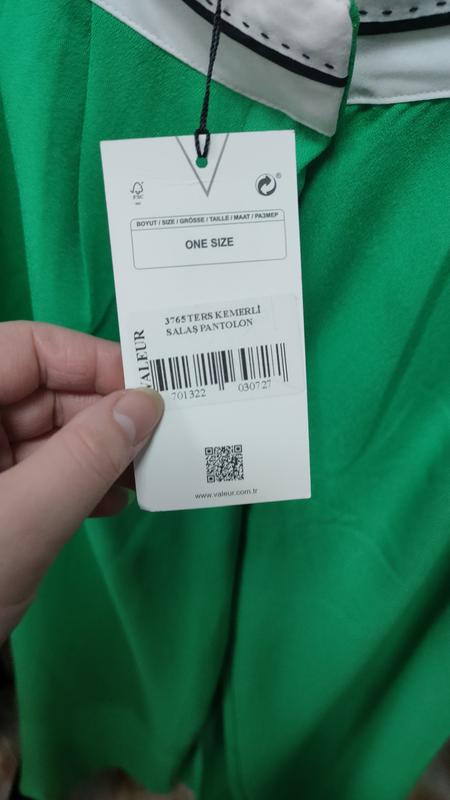 FSC
BOYUT / SIZE / GRÖSSE / TAILLE / MAAT / PA3MEP
ONE SIZE
3765 TERS KEMERLİ
SALAŞ PANTOLON
VALEUR
701322 030727
www.valeur.com.tr